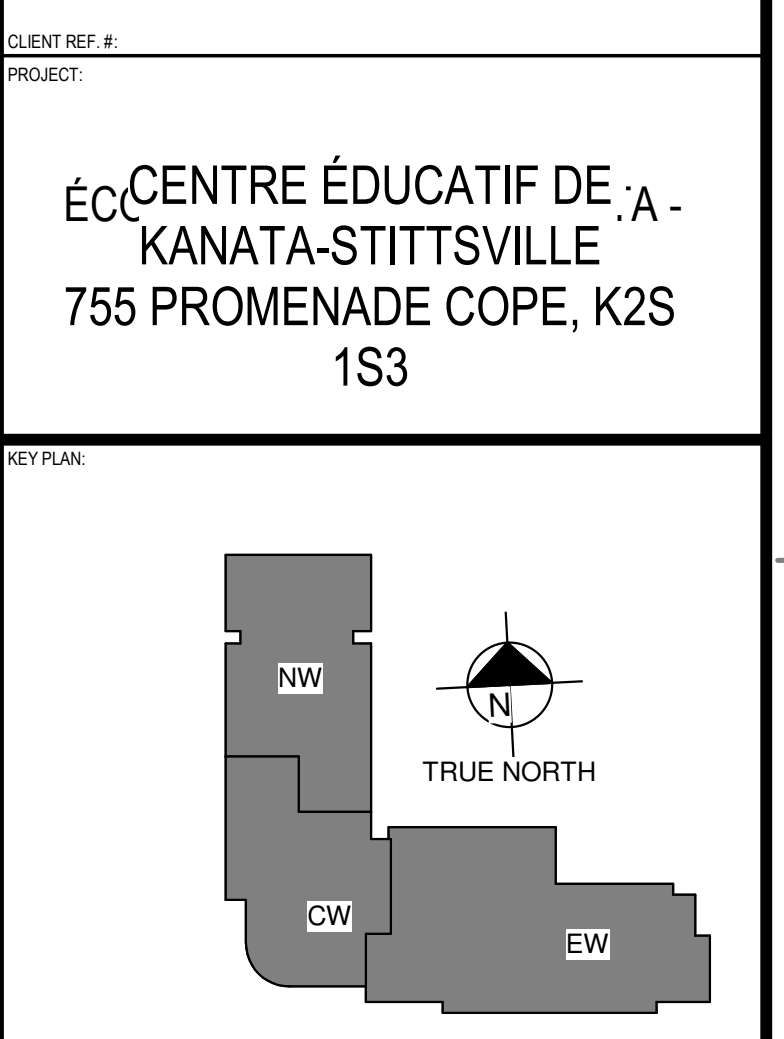 CLIENT REF. #:
PROJECT:
CENTRE ÉDUCATIF DE
KANATA-STITTSVILLE
755 PROMENADE COPE, K2S
1S3
KEY PLAN:
NW
N
TRUE NORTH
CW
EW